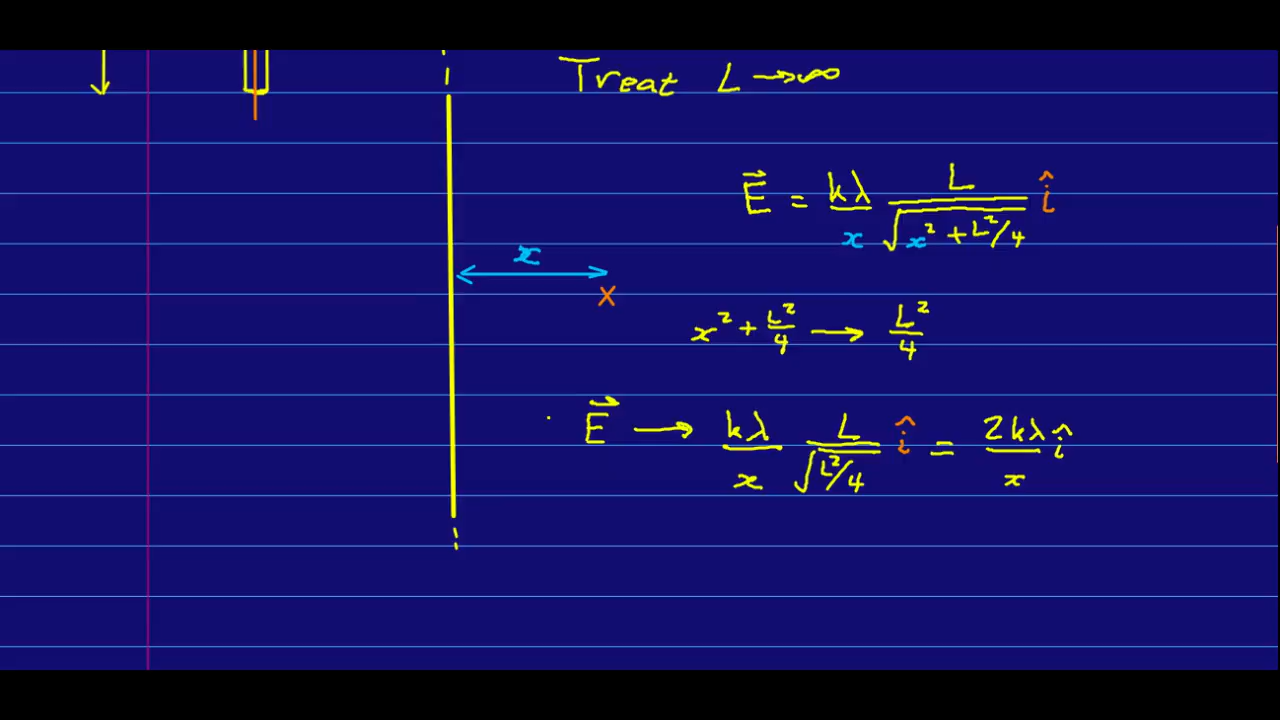 Treat L → ∞
E⃗ = kλ/x L/√(x² + L²/4) î
x
x
x² + L²/4 → L²/4
E⃗ → kλ/x L/√(L²/4) î = 2kλ/x î